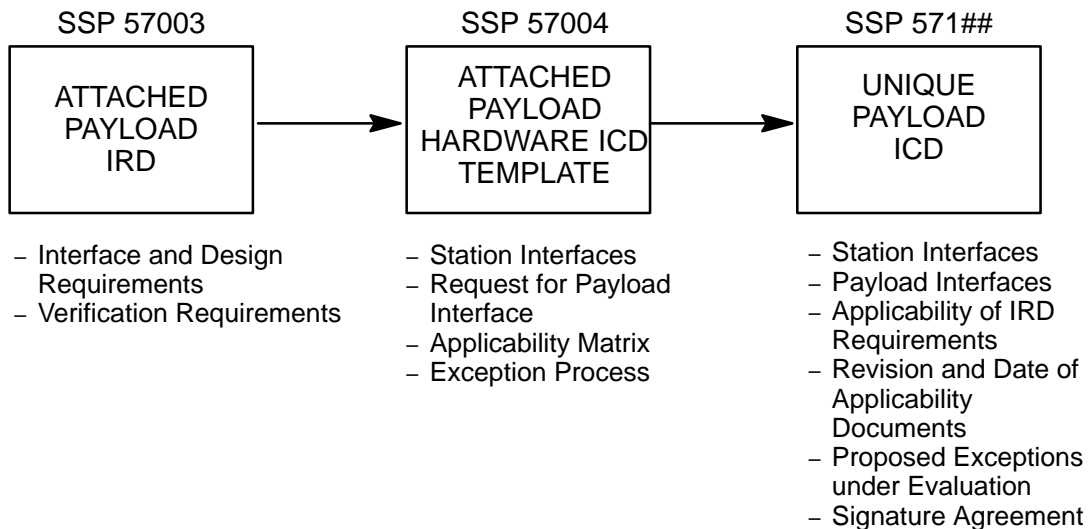 SSP 57003
ATTACHED
PAYLOAD
IRD
– Interface and Design
Requirements
– Verification Requirements
SSP 57004
ATTACHED
PAYLOAD
HARDWARE ICD
TEMPLATE
– Station Interfaces
– Request for Payload
Interface
– Applicability Matrix
– Exception Process
SSP 571##
UNIQUE
PAYLOAD
ICD
– Station Interfaces
– Payload Interfaces
– Applicability of IRD
Requirements
– Revision and Date of
Applicability
Documents
– Proposed Exceptions
under Evaluation
– Signature Agreement